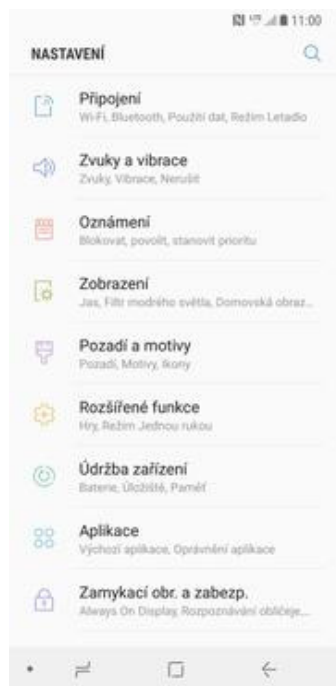 11:00
NASTAVENÍ
Připojení
Wi-Fi, Bluetooth, Použití dat, Režim Letadlo
Zvuky a vibrace
Zvuky, Vibrace, Nerušit
Oznámení
Blokovat, povolit, stanovit prioritu
Zobrazení
Jas, Filtr modrého světla, Domovská obraz...
Pozadí a motivy
Pozadí, Motivy, Ikony
Rozšířené funkce
Hry, Režim Jednou rukou
Údržba zařízení
Baterie, Úložiště, Paměť
Aplikace
Výchozí aplikace, Oprávnění aplikace
Zamykací obr. a zabezp.
Always On Display, Rozpoznávání obličeje,...